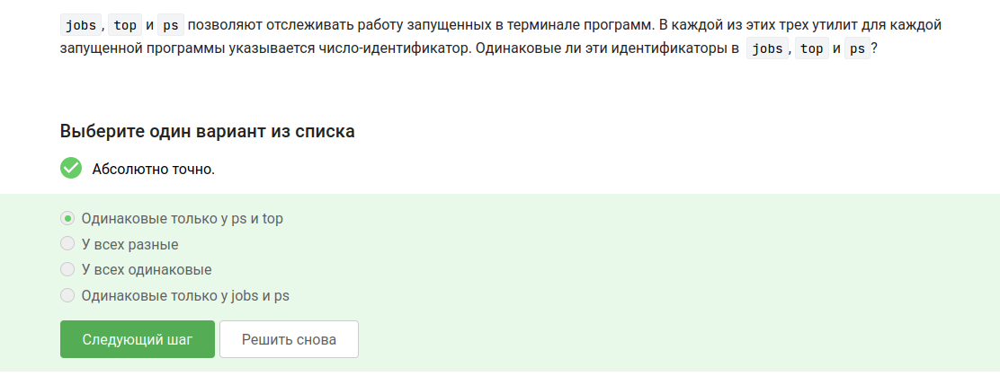 jobs, top и ps позволяют отслеживать работу запущенных в терминале программ. В каждой из этих трех утилит для каждой
запущенной программы указывается число-идентификатор. Одинаковые ли эти идентификаторы в jobs, top и ps?
Выберите один вариант из списка
Абсолютно точно.
Одинаковые только у ps и top
У всех разные
У всех одинаковые
Одинаковые только у jobs и ps
Следующий шаг Решить снова